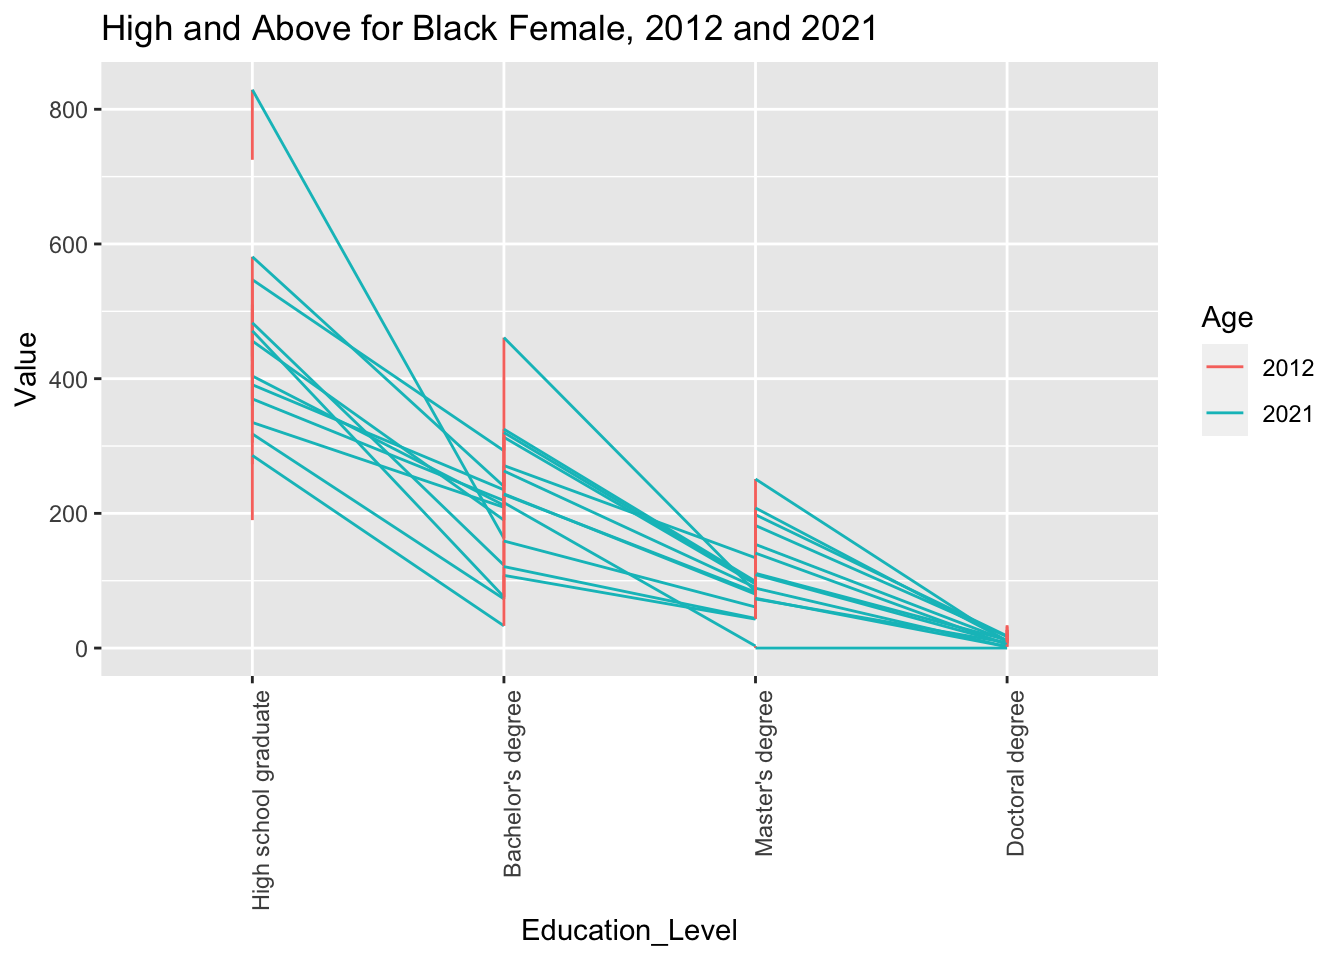 High and Above for Black Female, 2012 and 2021
800
600
400
200
0
Value
High school graduate
Bachelor's degree
Master's degree
Doctoral degree
Education_Level
Age
2012
2021